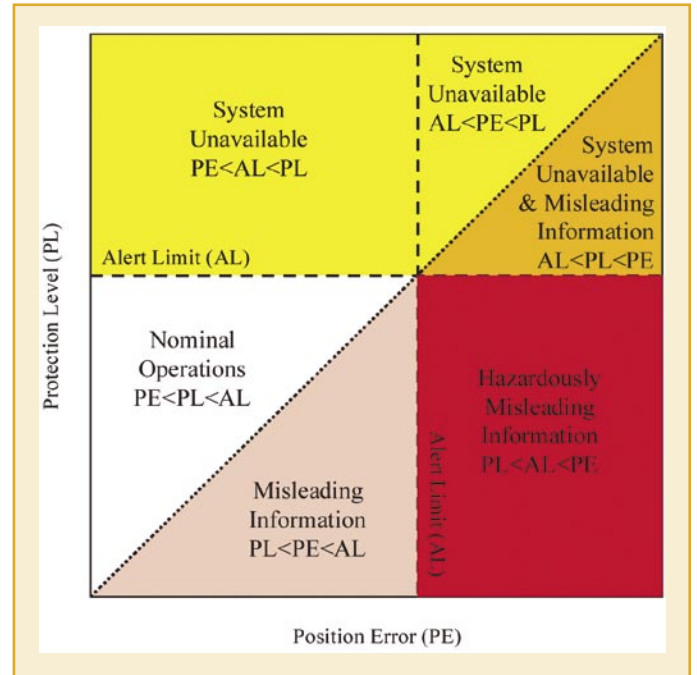 System
Unavailable
PE<AL<PL
System
Unavailable
AL<PE<PL
System
Unavailable
& Misleading
Information
AL<PL<PE
Alert Limit (AL)
Protection Level (PL)
Nominal
Operations
PE<PL<AL
Misleading
Information
PL<PE<AL
Alert Limit (AL)
Hazardously
Misleading
Information
PL<AL<PE
Position Error (PE)